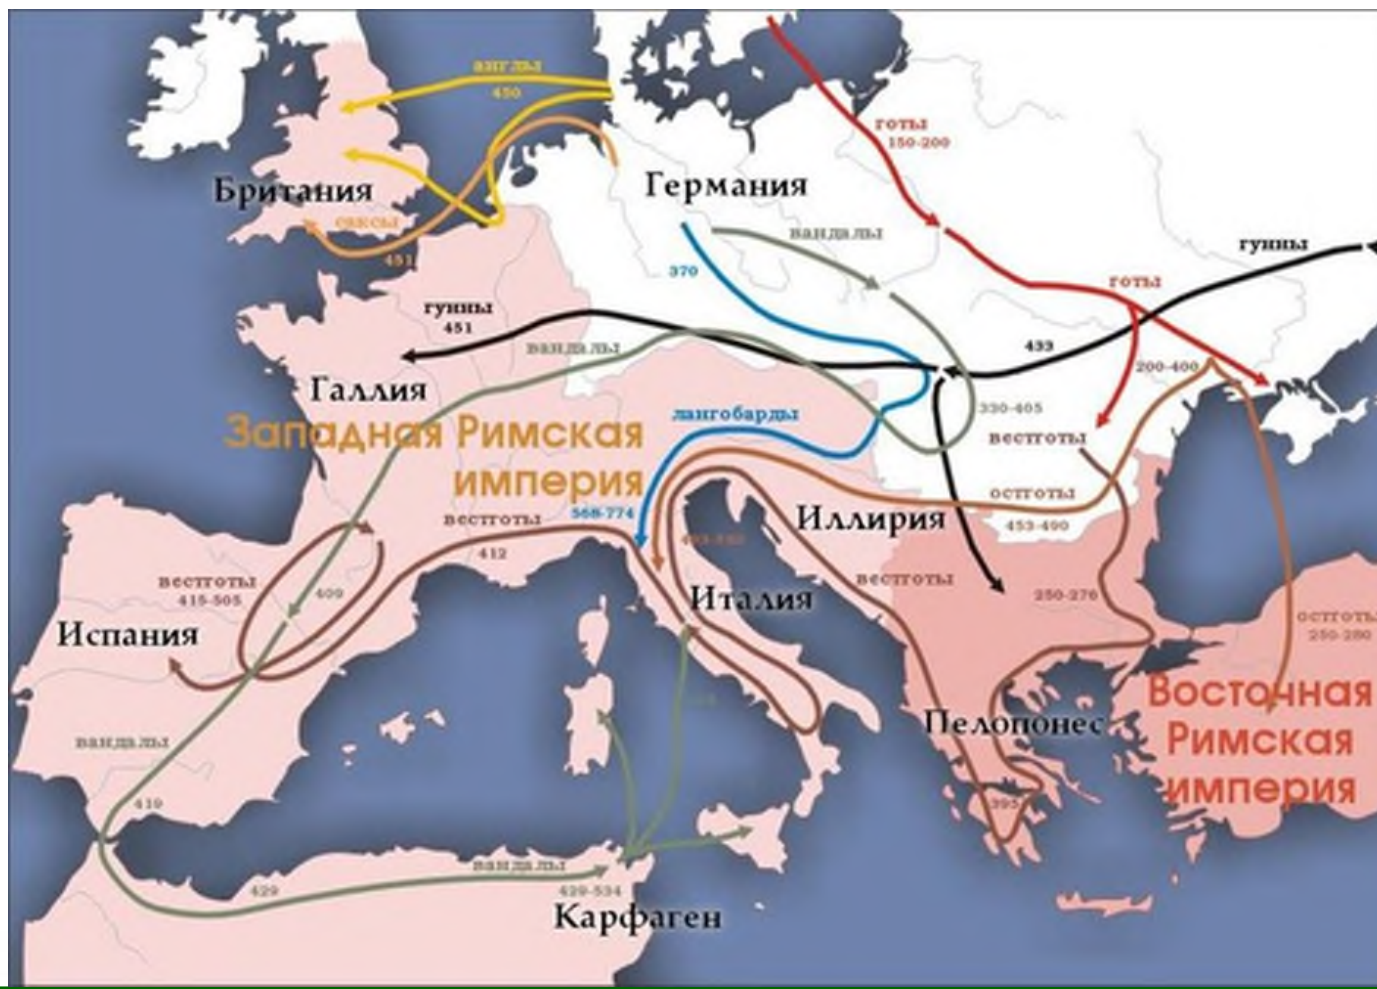 англы
450
готы
150-200
Британия
Германия
саксы
451
вандалы
гунны
370
готы
гунны
451
433
вандалы
200-400
Галлия
лангобарды
330-405
вестготы
Западная Римская
империя
остготы
453-490
568-774
вестготы
412
Иллирия
вестготы
415-505
409
вестготы
250-270
Италия
остготы
250-280
Испания
Восточная
Римская
империя
Пелопонес
вандалы
419
395
вандалы
429
429-534
Карфаген